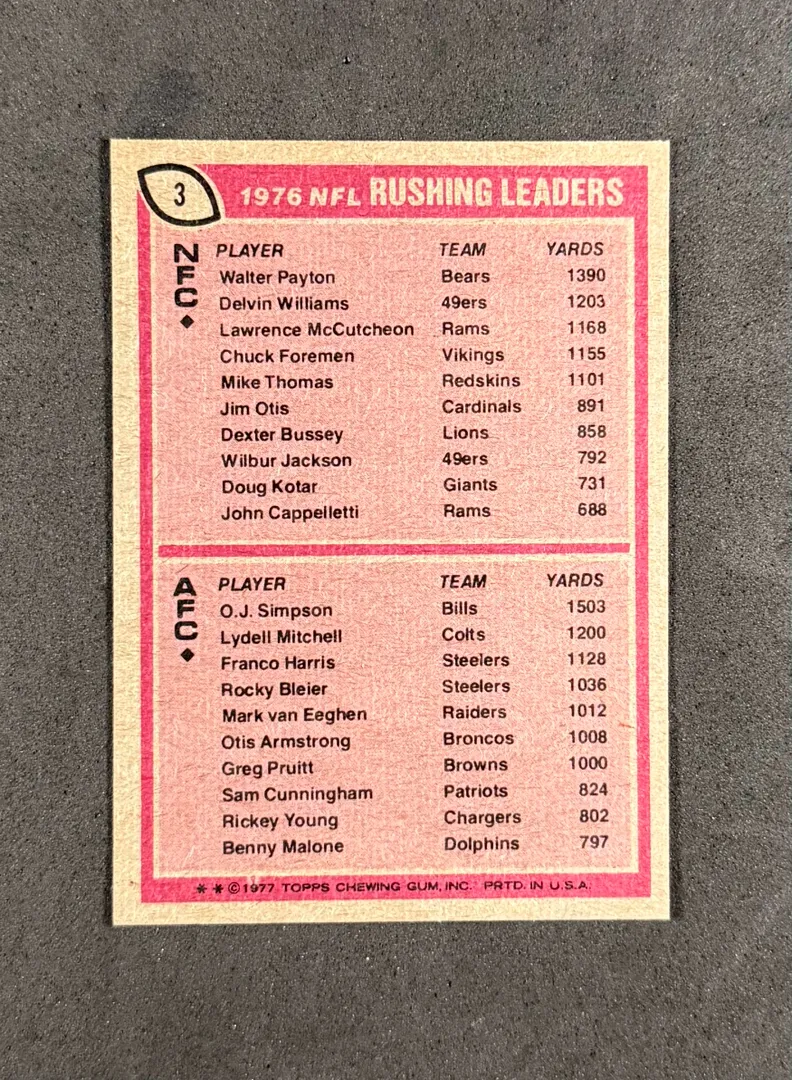 3 1976 NFL RUSHING LEADERS
NFC
PLAYER TEAM YARDS
Walter Payton Bears 1390
Delvin Williams 49ers 1203
Lawrence McCutcheon Rams 1168
Chuck Foremen Vikings 1155
Mike Thomas Redskins 1101
Jim Otis Cardinals 891
Dexter Bussey Lions 858
Wilbur Jackson 49ers 792
Doug Kotar Giants 731
John Cappelletti Rams 688
AFC
PLAYER TEAM YARDS
O.J. Simpson Bills 1503
Lydell Mitchell Colts 1200
Franco Harris Steelers 1128
Rocky Bleier Steelers 1036
Mark van Eeghen Raiders 1012
Otis Armstrong Broncos 1008
Greg Pruitt Browns 1000
Sam Cunningham Patriots 824
Rickey Young Chargers 802
Benny Malone Dolphins 797
* * ©1977 TOPPS CHEWING GUM, INC. PRTD. IN U.S.A.